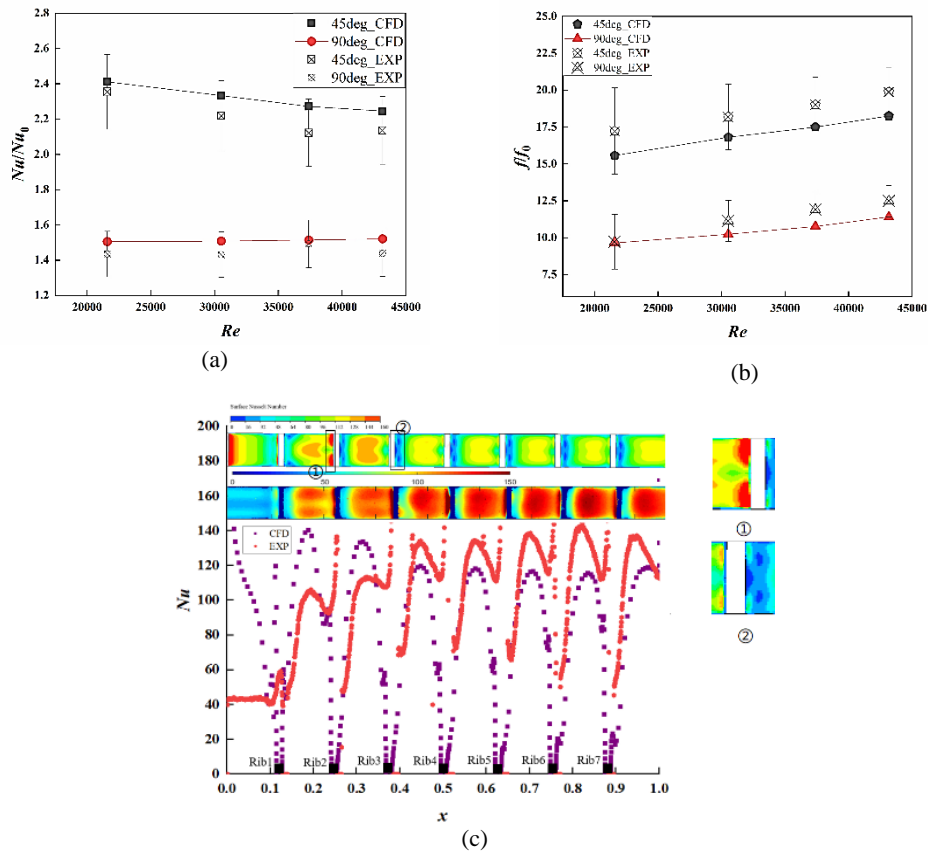 (a)
2.8
2.6
2.4
2.2
2.0
1.8
1.6
1.4
1.2
Nu/Nu0
45deg_CFD
90deg_CFD
45deg_EXP
90deg_EXP
20000 25000 30000 35000 40000 45000
Re
(a)
25.0
22.5
20.0
17.5
15.0
12.5
10.0
7.5
f/f0
45deg_CFD
90deg_CFD
45deg_EXP
90deg_EXP
20000 25000 30000 35000 40000 45000
Re
(b)
Surface Nusselt Number
②
①
0 50 100 150
200
180
160
140
120
100
80
60
40
20
0
Nu
CFD
EXP
Rib1 Rib2 Rib3 Rib4 Rib5 Rib6 Rib7
0.0 0.1 0.2 0.3 0.4 0.5 0.6 0.7 0.8 0.9 1.0
x
①
②
(c)